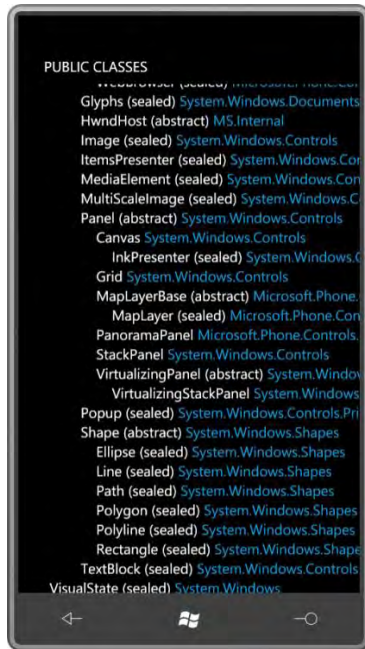 PUBLIC CLASSES
Glyphs (sealed) System.Windows.Documents
HwndHost (abstract) MS.Internal
Image (sealed) System.Windows.Controls
ItemsPresenter (sealed) System.Windows.Con
MediaElement (sealed) System.Windows.Con
MultiScaleImage (sealed) System.Windows.C
Panel (abstract) System.Windows.Controls
Canvas System.Windows.Controls
InkPresenter (sealed) System.Windows.C
Grid System.Windows.Controls
MapLayerBase (abstract) Microsoft.Phone.
MapLayer (sealed) Microsoft.Phone.Con
PanoramaPanel Microsoft.Phone.Controls.
StackPanel System.Windows.Controls
VirtualizingPanel (abstract) System.Window
VirtualizingStackPanel System.Windows
Popup (sealed) System.Windows.Controls.Pri
Shape (abstract) System.Windows.Shapes
Ellipse (sealed) System.Windows.Shapes
Line (sealed) System.Windows.Shapes
Path (sealed) System.Windows.Shapes
Polygon (sealed) System.Windows.Shapes
Polyline (sealed) System.Windows.Shapes
Rectangle (sealed) System.Windows.Shape
TextBlock (sealed) System.Windows.Controls
VisualState (sealed) System.Windows